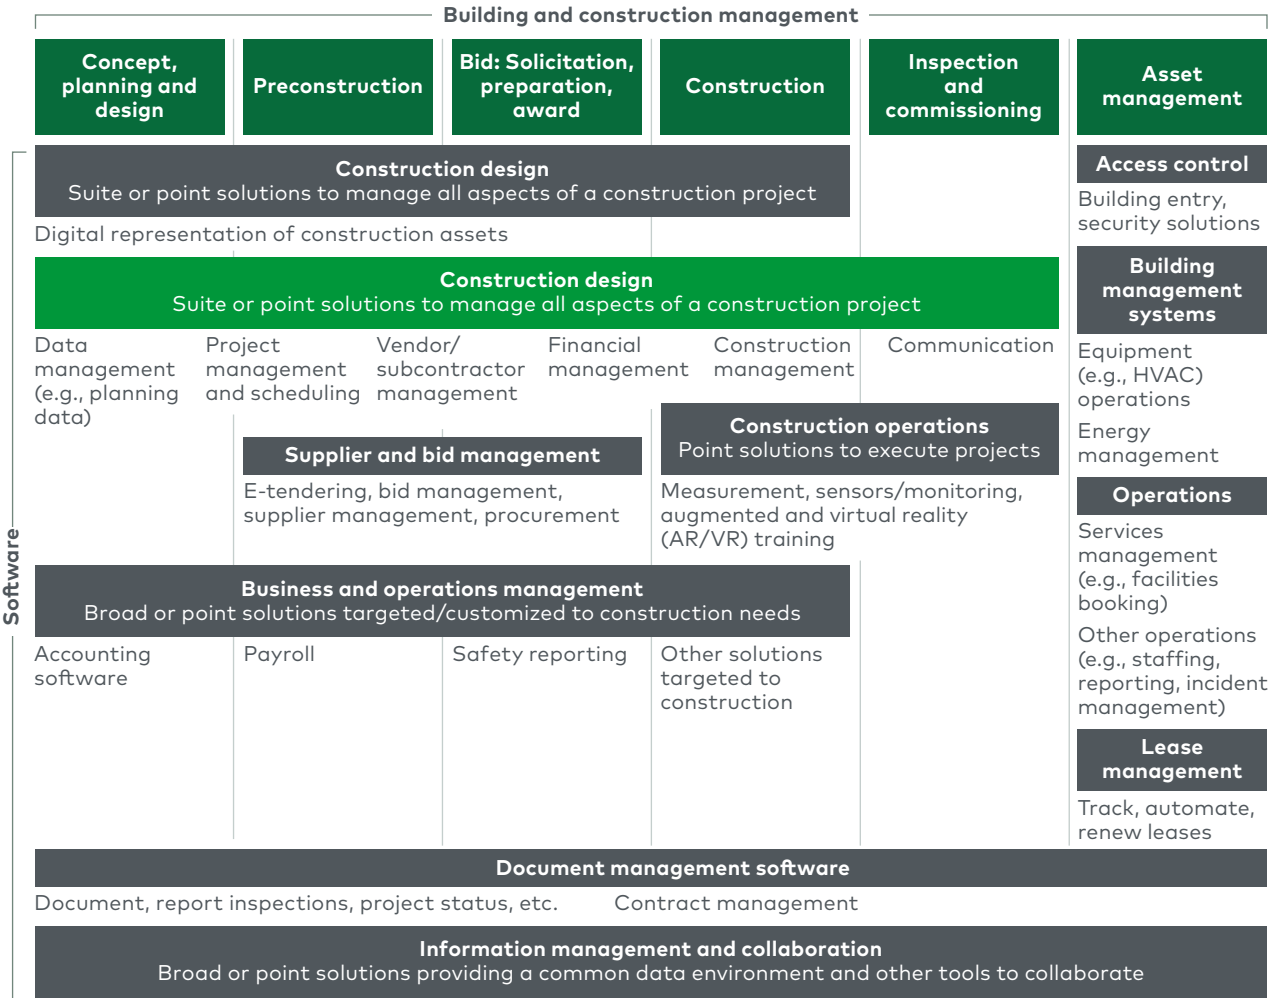 Building and construction management
Concept,
planning and
design
Preconstruction
Bid: Solicitation,
preparation,
award
Construction
Inspection
and
commissioning
Asset
management
Software
Construction design
Suite or point solutions to manage all aspects of a construction project
Digital representation of construction assets
Construction design
Suite or point solutions to manage all aspects of a construction project
Data
management
(e.g., planning
data)
Project
management
and scheduling
Vendor/
subcontractor
management
Financial
management
Construction
management
Communication
Supplier and bid management
E-tendering, bid management,
supplier management, procurement
Construction operations
Point solutions to execute projects
Measurement, sensors/monitoring,
augmented and virtual reality
(AR/VR) training
Business and operations management
Broad or point solutions targeted/customized to construction needs
Accounting
software
Payroll
Safety reporting
Other solutions
targeted to
construction
Access control
Building entry,
security solutions
Building
management
systems
Equipment
(e.g., HVAC)
operations
Energy
management
Operations
Services
management
(e.g., facilities
booking)
Other operations
(e.g., staffing,
reporting, incident
management)
Lease
management
Track, automate,
renew leases
Document management software
Document, report inspections, project status, etc.
Contract management
Information management and collaboration
Broad or point solutions providing a common data environment and other tools to collaborate